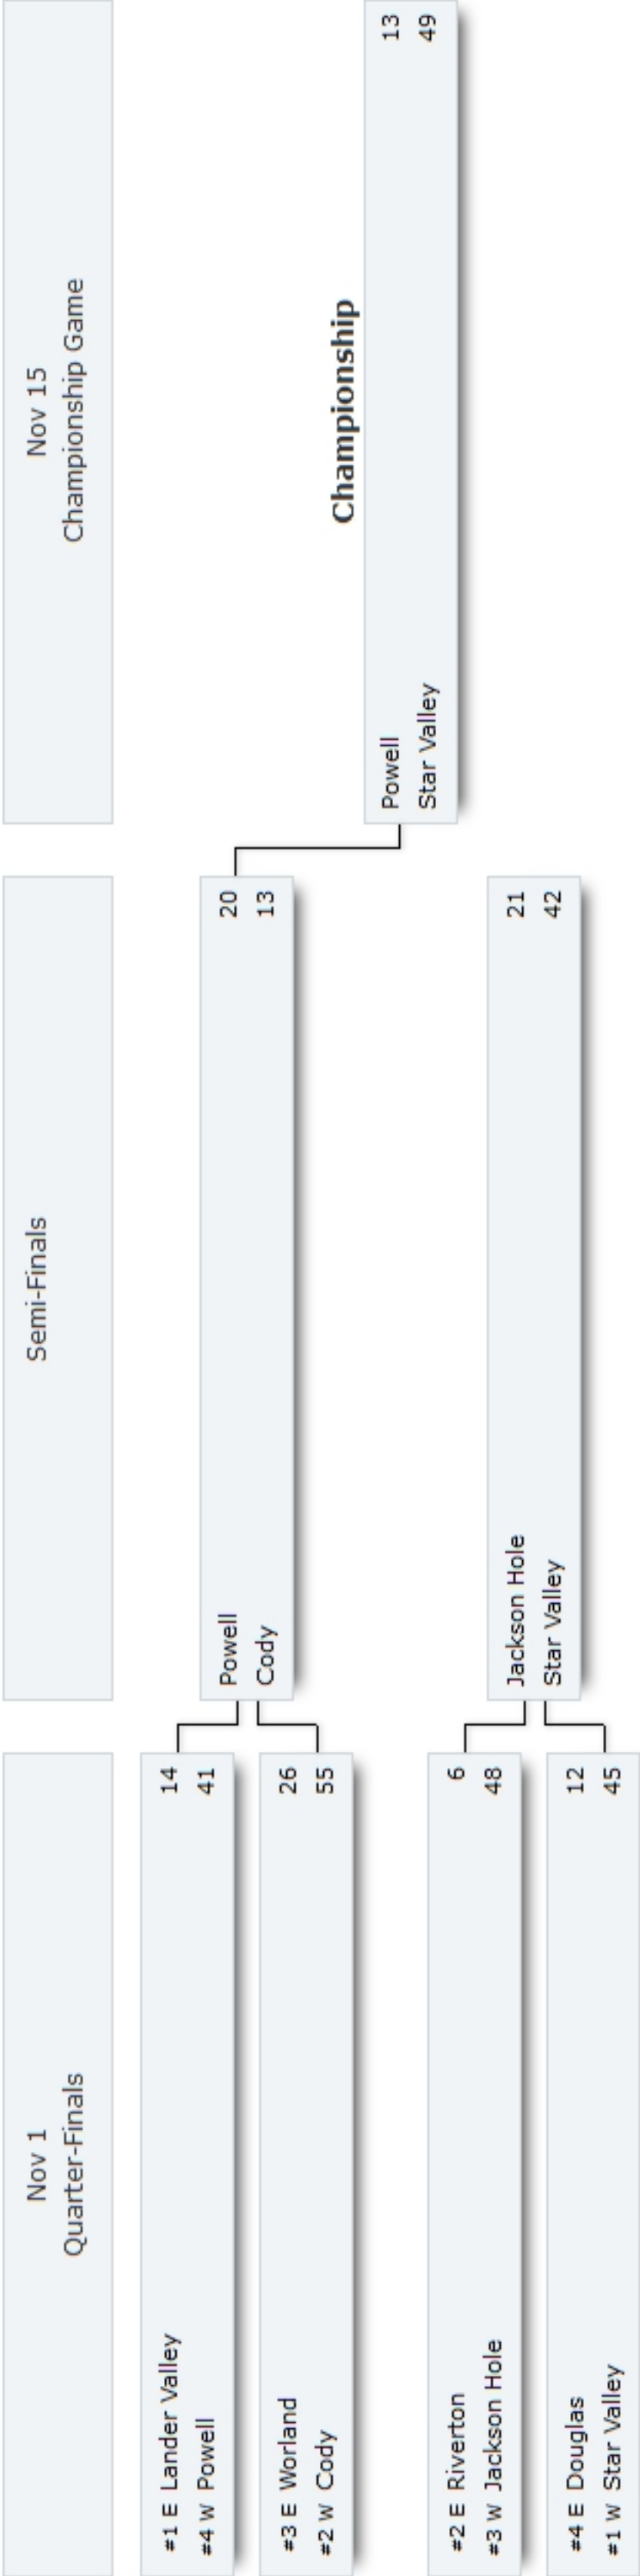 Nov 1
Quarter-Finals
Semi-Finals
Nov 15
Championship Game
#1 E Lander Valley 14
#4 W Powell 41
#3 E Worland 26
#2 W Cody 55
#2 E Riverton 6
#3 W Jackson Hole 48
#4 E Douglas 12
#1 W Star Valley 45
Powell 20
Cody 13
Jackson Hole 21
Star Valley 42
Championship
Powell 13
Star Valley 49